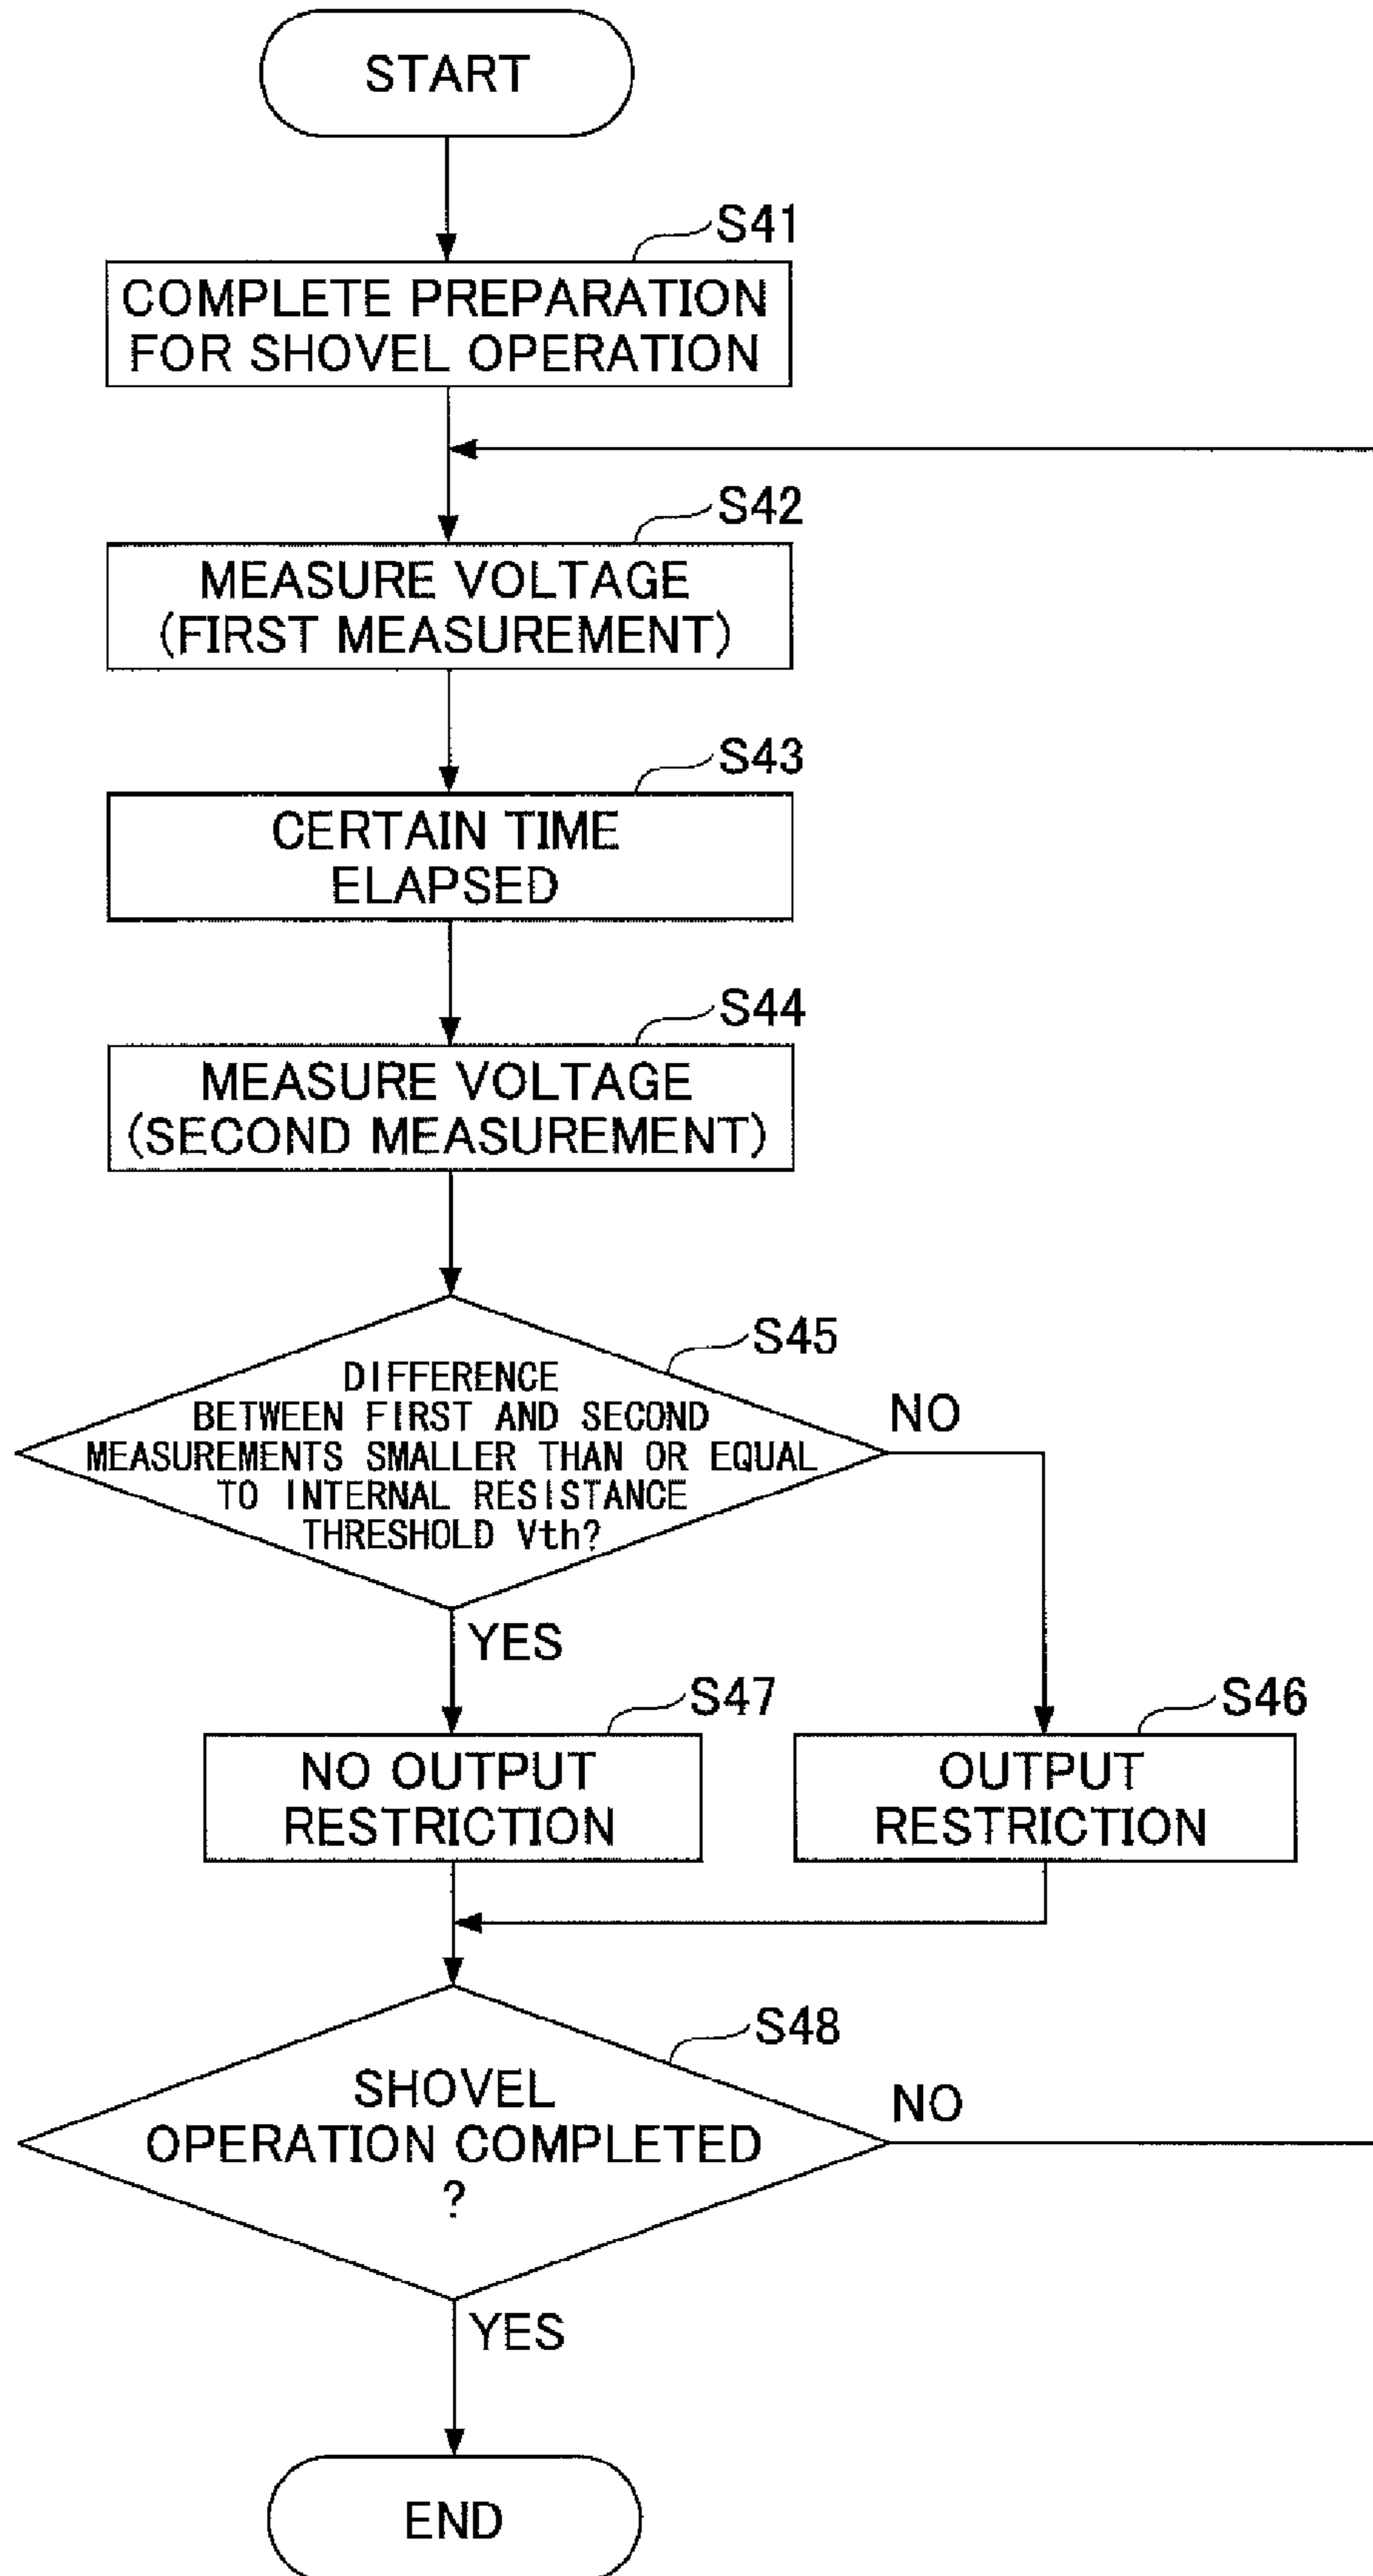 START
S41
COMPLETE PREPARATION
FOR SHOVEL OPERATION
S42
MEASURE VOLTAGE
(FIRST MEASUREMENT)
S43
CERTAIN TIME
ELAPSED
S44
MEASURE VOLTAGE
(SECOND MEASUREMENT)
S45
DIFFERENCE
BETWEEN FIRST AND SECOND
MEASUREMENTS SMALLER THAN OR EQUAL
TO INTERNAL RESISTANCE
THRESHOLD Vth?
NO
YES
S47
NO OUTPUT
RESTRICTION
S46
OUTPUT
RESTRICTION
S48
SHOVEL
OPERATION COMPLETED
?
NO
YES
END